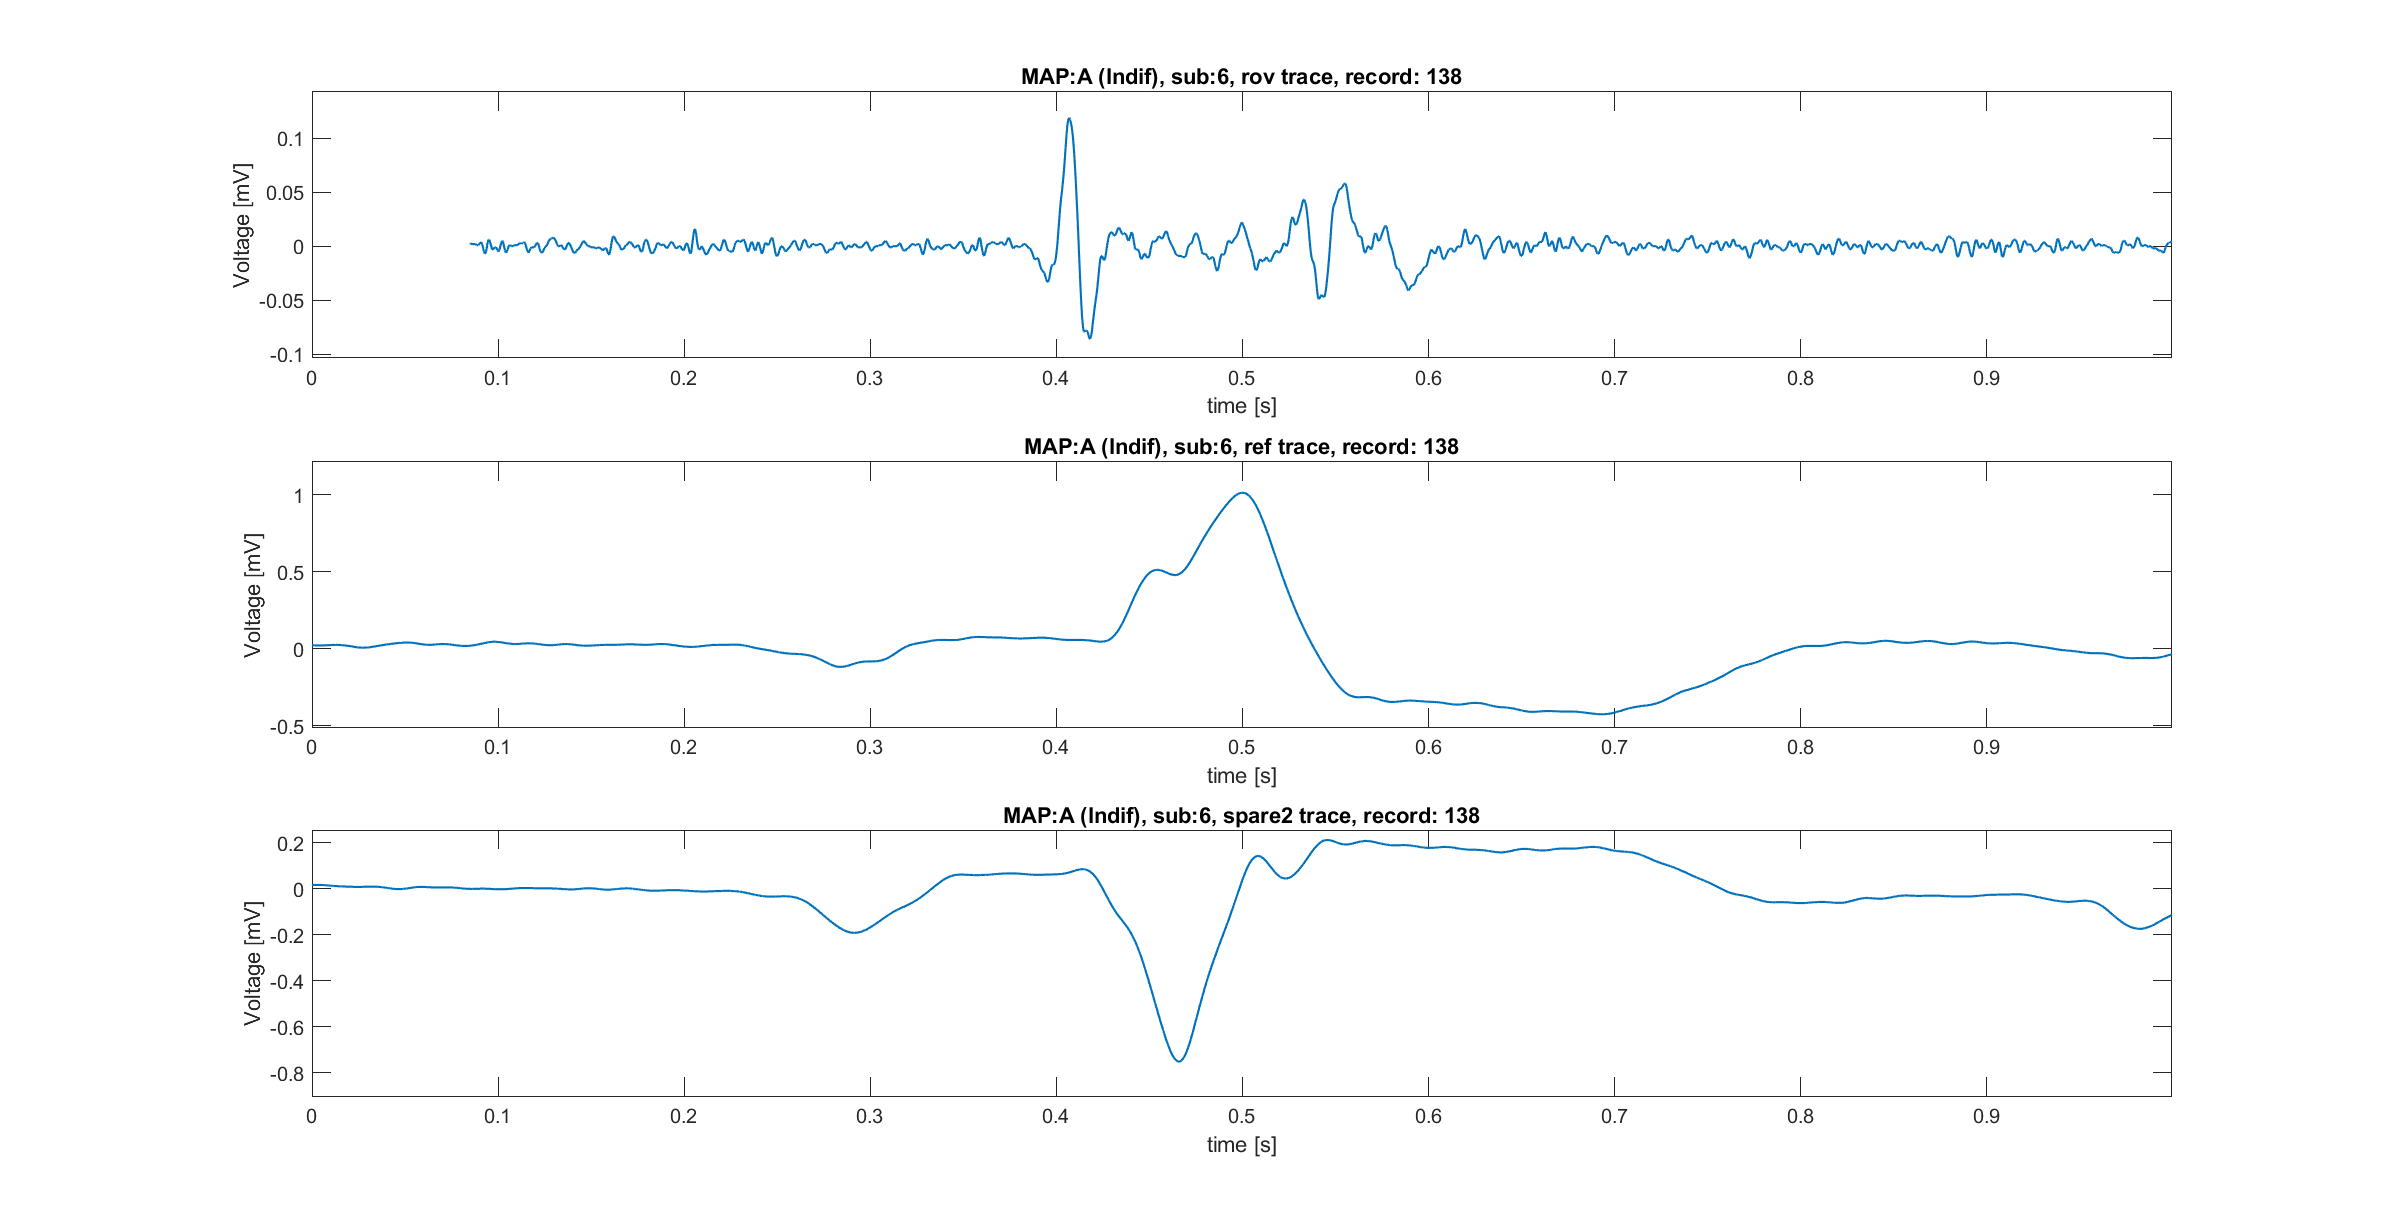 MAP:A (Indif), sub:6, rov trace, record: 138
Voltage [mV]
0.1
0.05
0
-0.05
-0.1
0 0.1 0.2 0.3 0.4 0.5 0.6 0.7 0.8 0.9
time [s]
MAP:A (Indif), sub:6, ref trace, record: 138
Voltage [mV]
1
0.5
0
-0.5
0 0.1 0.2 0.3 0.4 0.5 0.6 0.7 0.8 0.9
time [s]
MAP:A (Indif), sub:6, spare2 trace, record: 138
Voltage [mV]
0.2
0
-0.2
-0.4
-0.6
-0.8
0 0.1 0.2 0.3 0.4 0.5 0.6 0.7 0.8 0.9
time [s]